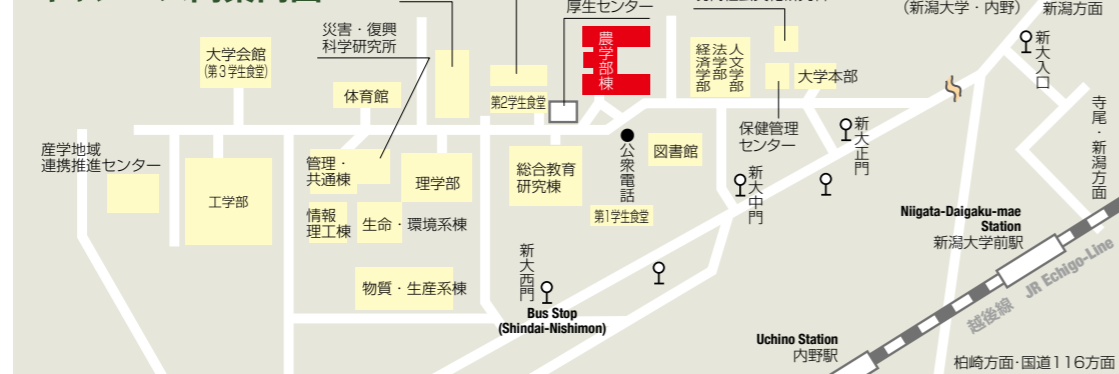 厚生センター
(新潟大学・内野)
新潟方面
災害・復興
科学研究所
大学会館
(第3学生食堂)
農学部棟
人文学部
法学部
経済学部
新大入口
体育館
第2学生食堂
大学本部
寺尾・新潟方面
保健管理
センター
新大正門
産学地域
連携推進センター
公衆電話
図書館
管理・
共通棟
理学部
総合教育
研究棟
新大中門
工学部
情報
理工棟
生命・環境系棟
第1学生食堂
Niigata-Daigaku-mae
Station
新潟大学前駅
新大西門
物質・生産系棟
Bus Stop
(Shindai-Nishimon)
越後線 JR Echigo-Line
Uchino Station
内野駅
柏崎方面・国道116方面